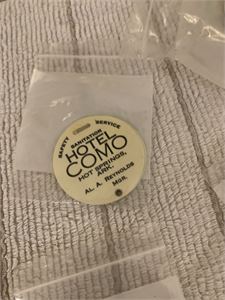 SAFETY SERVICE
SANITATION
HOTEL
COMO
HOT SPRINGS,
ARK.
AL. A. REYNOLDS
MGR.